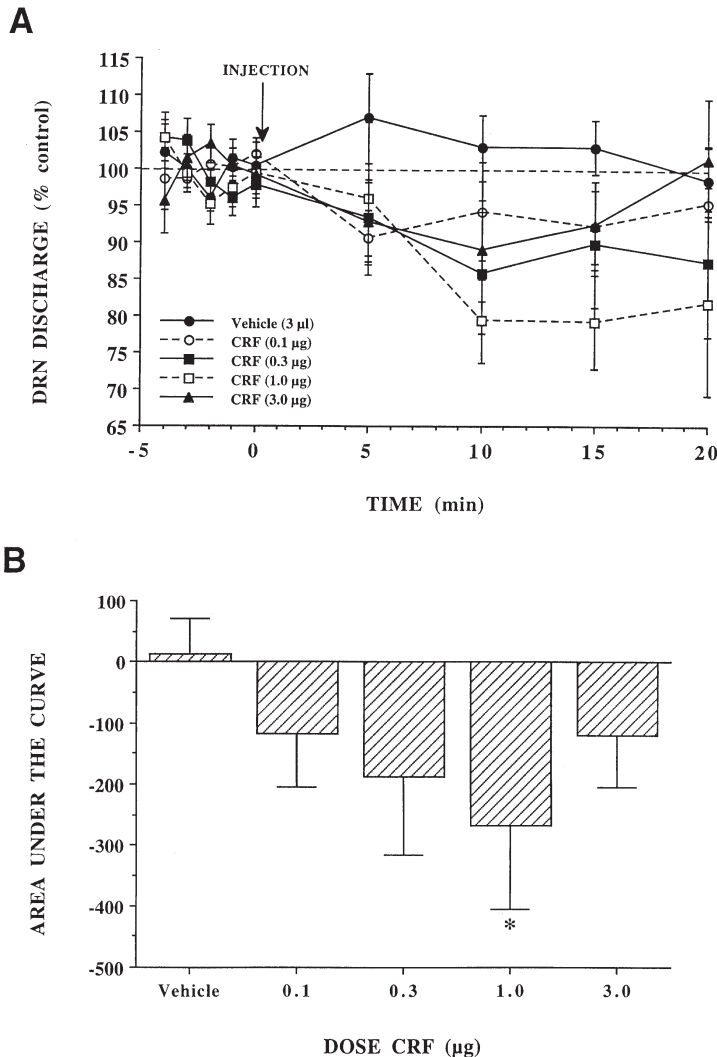 A
115
110
105
100
95
90
85
80
75
70
65
DRN DISCHARGE (% control)
INJECTION
Vehicle (3 µl)
CRF (0.1 µg)
CRF (0.3 µg)
CRF (1.0 µg)
CRF (3.0 µg)
-5 0 5 10 15 20
TIME (min)
B
100
0
-100
-200
-300
-400
-500
AREA UNDER THE CURVE
*
Vehicle 0.1 0.3 1.0 3.0
DOSE CRF (µg)